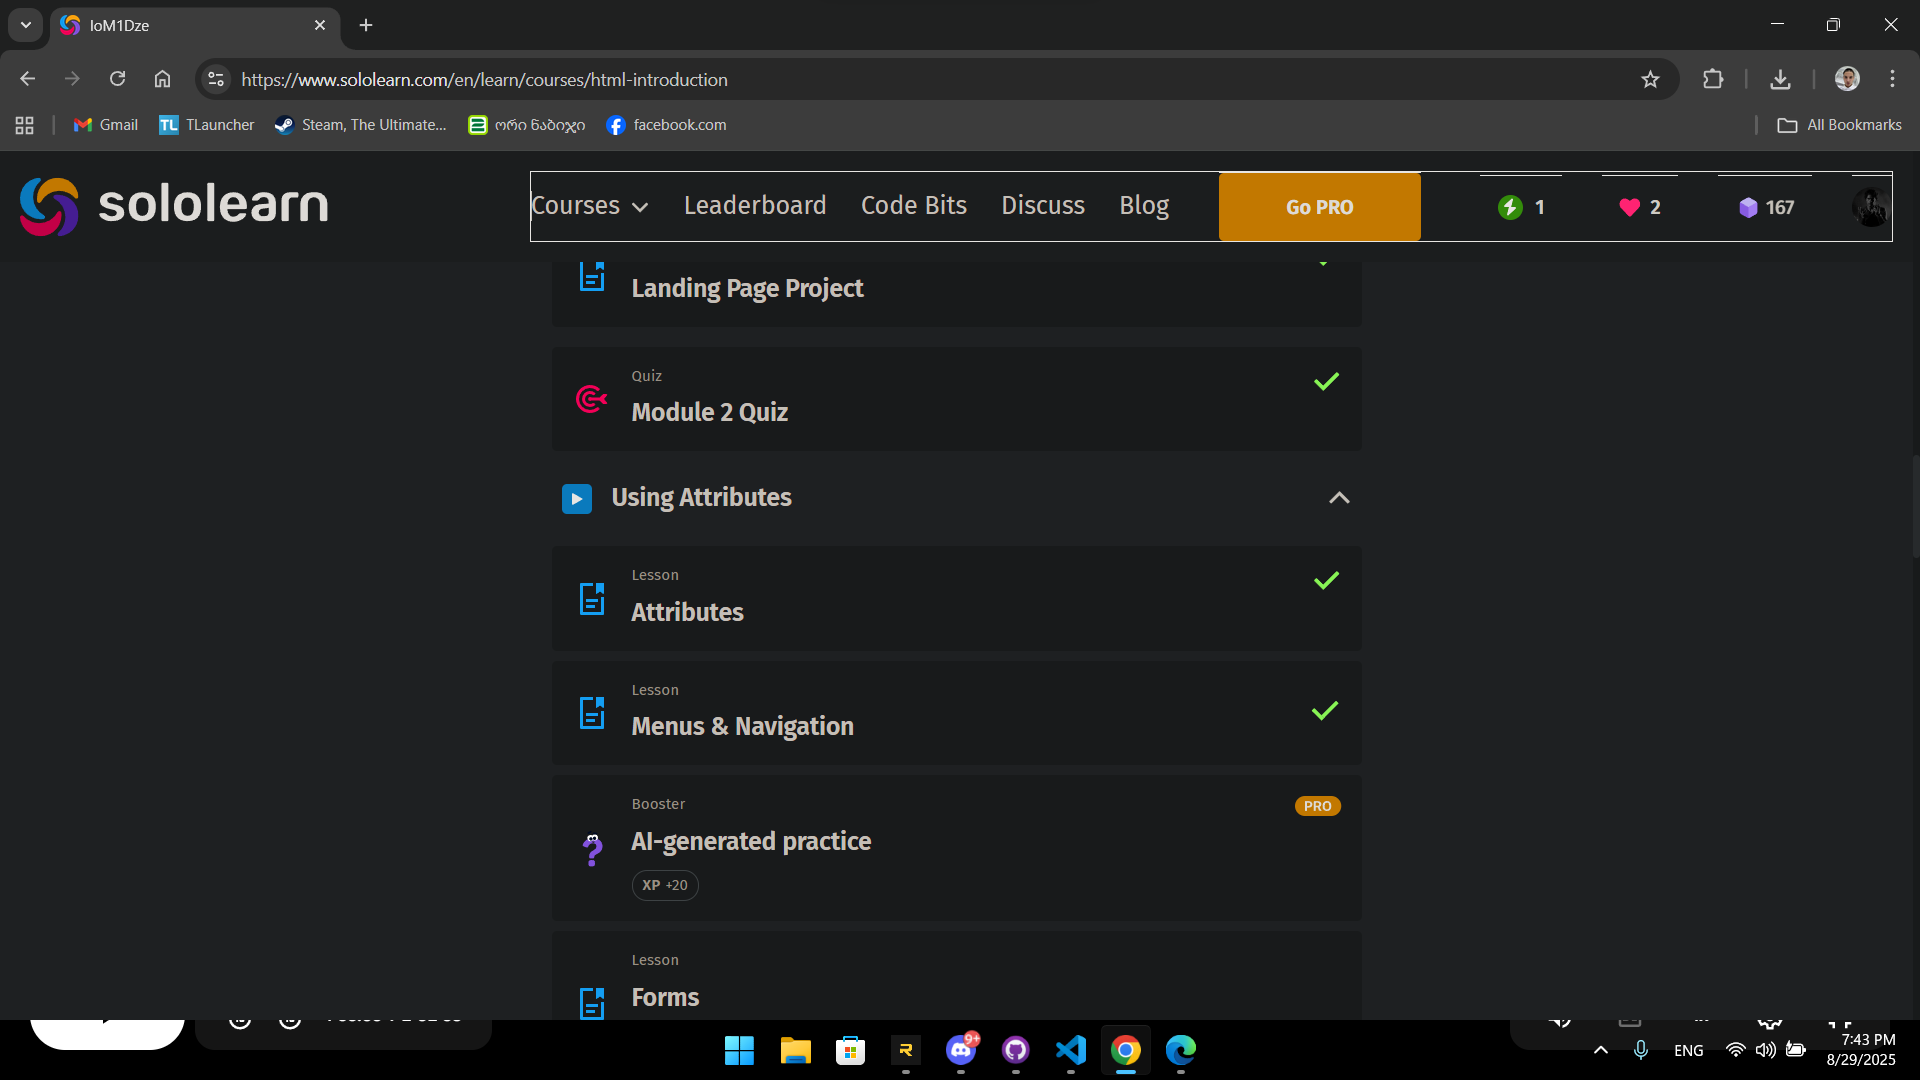 IoM1Dze
https://www.sololearn.com/en/learn/courses/html-introduction
Gmail
TLauncher
Steam, The Ultimate...
ორი ნაბიჯი
facebook.com
All Bookmarks
sololearn
Courses
Leaderboard
Code Bits
Discuss
Blog
Go PRO
1
2
167
Landing Page Project
Quiz
Module 2 Quiz
Using Attributes
Lesson
Attributes
Lesson
Menus & Navigation
Booster
PRO
AI-generated practice
XP +20
Lesson
Forms
9+
ENG
7:43 PM
8/29/2025